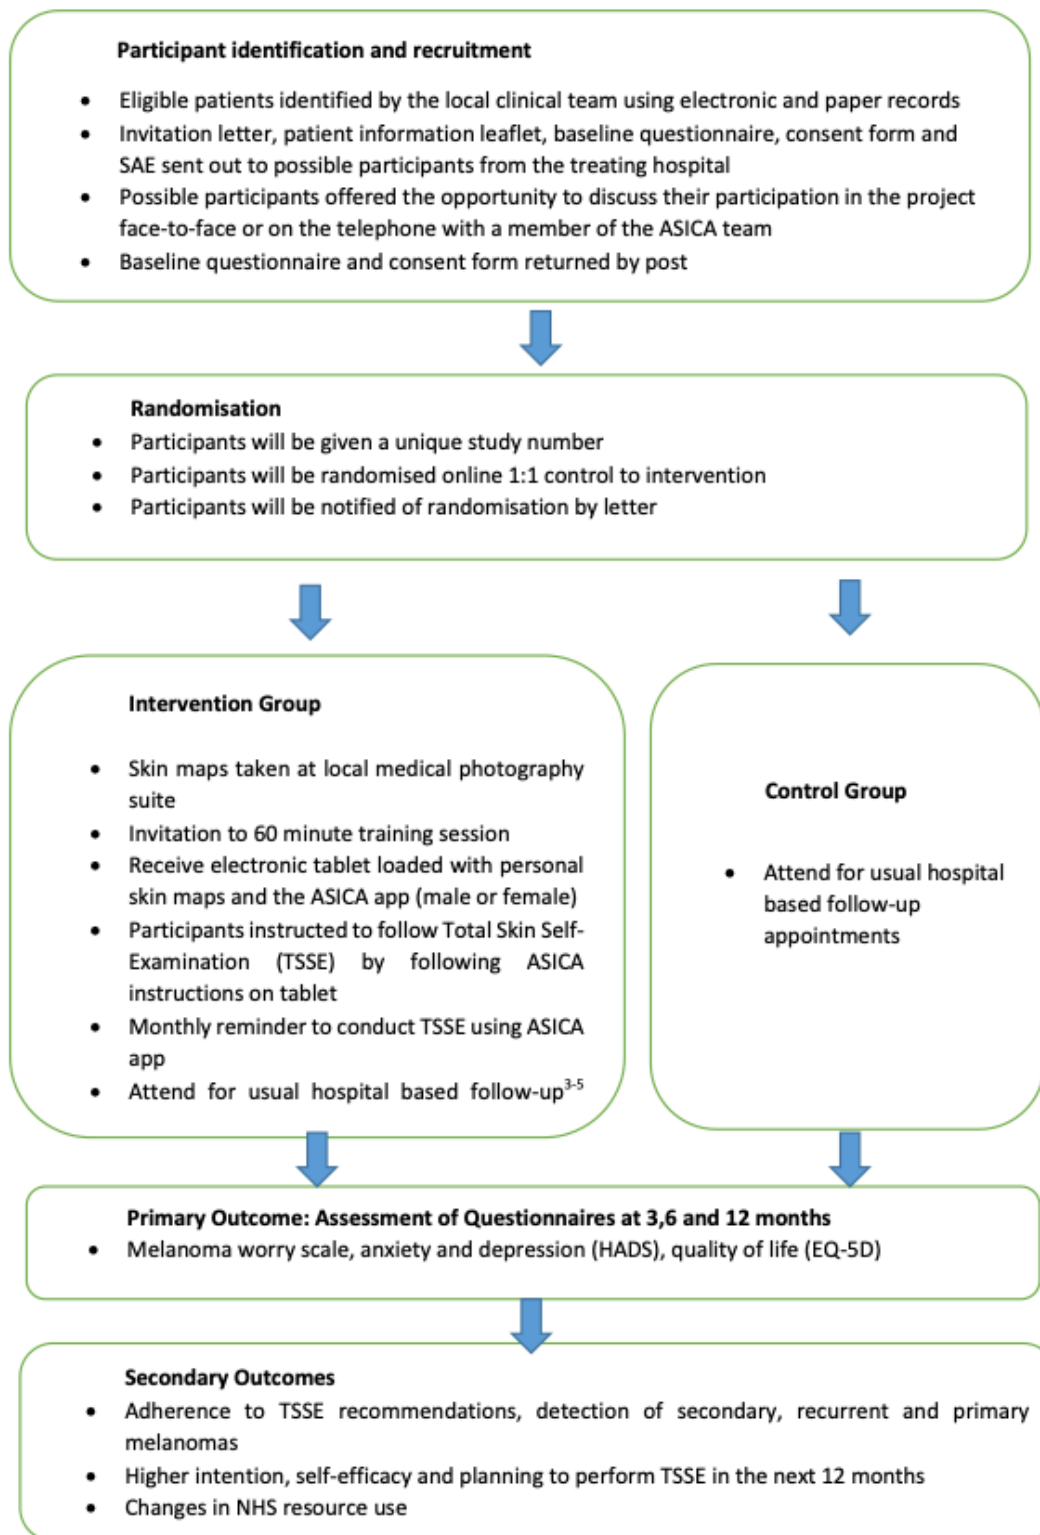 Participant identification and recruitment
• Eligible patients identified by the local clinical team using electronic and paper records
• Invitation letter, patient information leaflet, baseline questionnaire, consent form and
SAE sent out to possible participants from the treating hospital
• Possible participants offered the opportunity to discuss their participation in the project
face-to-face or on the telephone with a member of the ASICA team
• Baseline questionnaire and consent form returned by post
Randomisation
• Participants will be given a unique study number
• Participants will be randomised online 1:1 control to intervention
• Participants will be notified of randomisation by letter
Intervention Group
• Skin maps taken at local medical photography
suite
• Invitation to 60 minute training session
• Receive electronic tablet loaded with personal
skin maps and the ASICA app (male or female)
• Participants instructed to follow Total Skin Self-
Examination (TSSE) by following ASICA
instructions on tablet
• Monthly reminder to conduct TSSE using ASICA
app
• Attend for usual hospital based follow-up3-5
Control Group
• Attend for usual hospital
based follow-up
appointments
Primary Outcome: Assessment of Questionnaires at 3,6 and 12 months
• Melanoma worry scale, anxiety and depression (HADS), quality of life (EQ-5D)
Secondary Outcomes
• Adherence to TSSE recommendations, detection of secondary, recurrent and primary
melanomas
• Higher intention, self-efficacy and planning to perform TSSE in the next 12 months
• Changes in NHS resource use